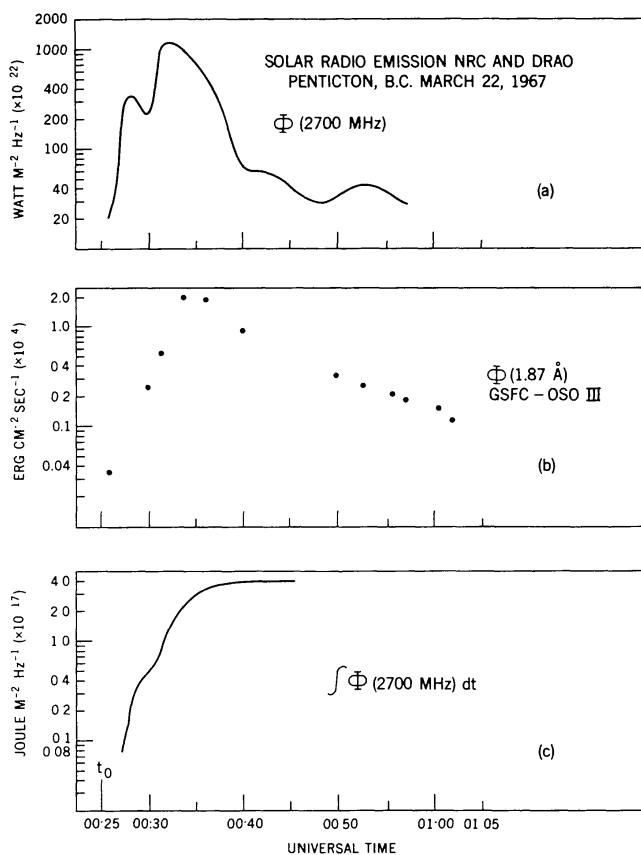 2000
1000
400
200
100
40
20
WATT M⁻² Hz⁻¹ (×10 ²²)
SOLAR RADIO EMISSION NRC AND DRAO
PENTICTON, B.C. MARCH 22, 1967
Φ (2700 MHz)
(a)
2.0
1.0
0.4
0.2
0.1
0.04
ERG CM⁻² SEC⁻¹ (×10 ⁴)
Φ (1.87 Å)
GSFC – OSO III
(b)
4 0
2 0
1 0
0 4
0 2
0 1
0 08
JOULE M⁻² Hz⁻¹ (×10 ¹⁷)
∫ Φ (2700 MHz) dt
(c)
t₀
00:25 00:30 00:40 00:50 01:00 01 05
UNIVERSAL TIME